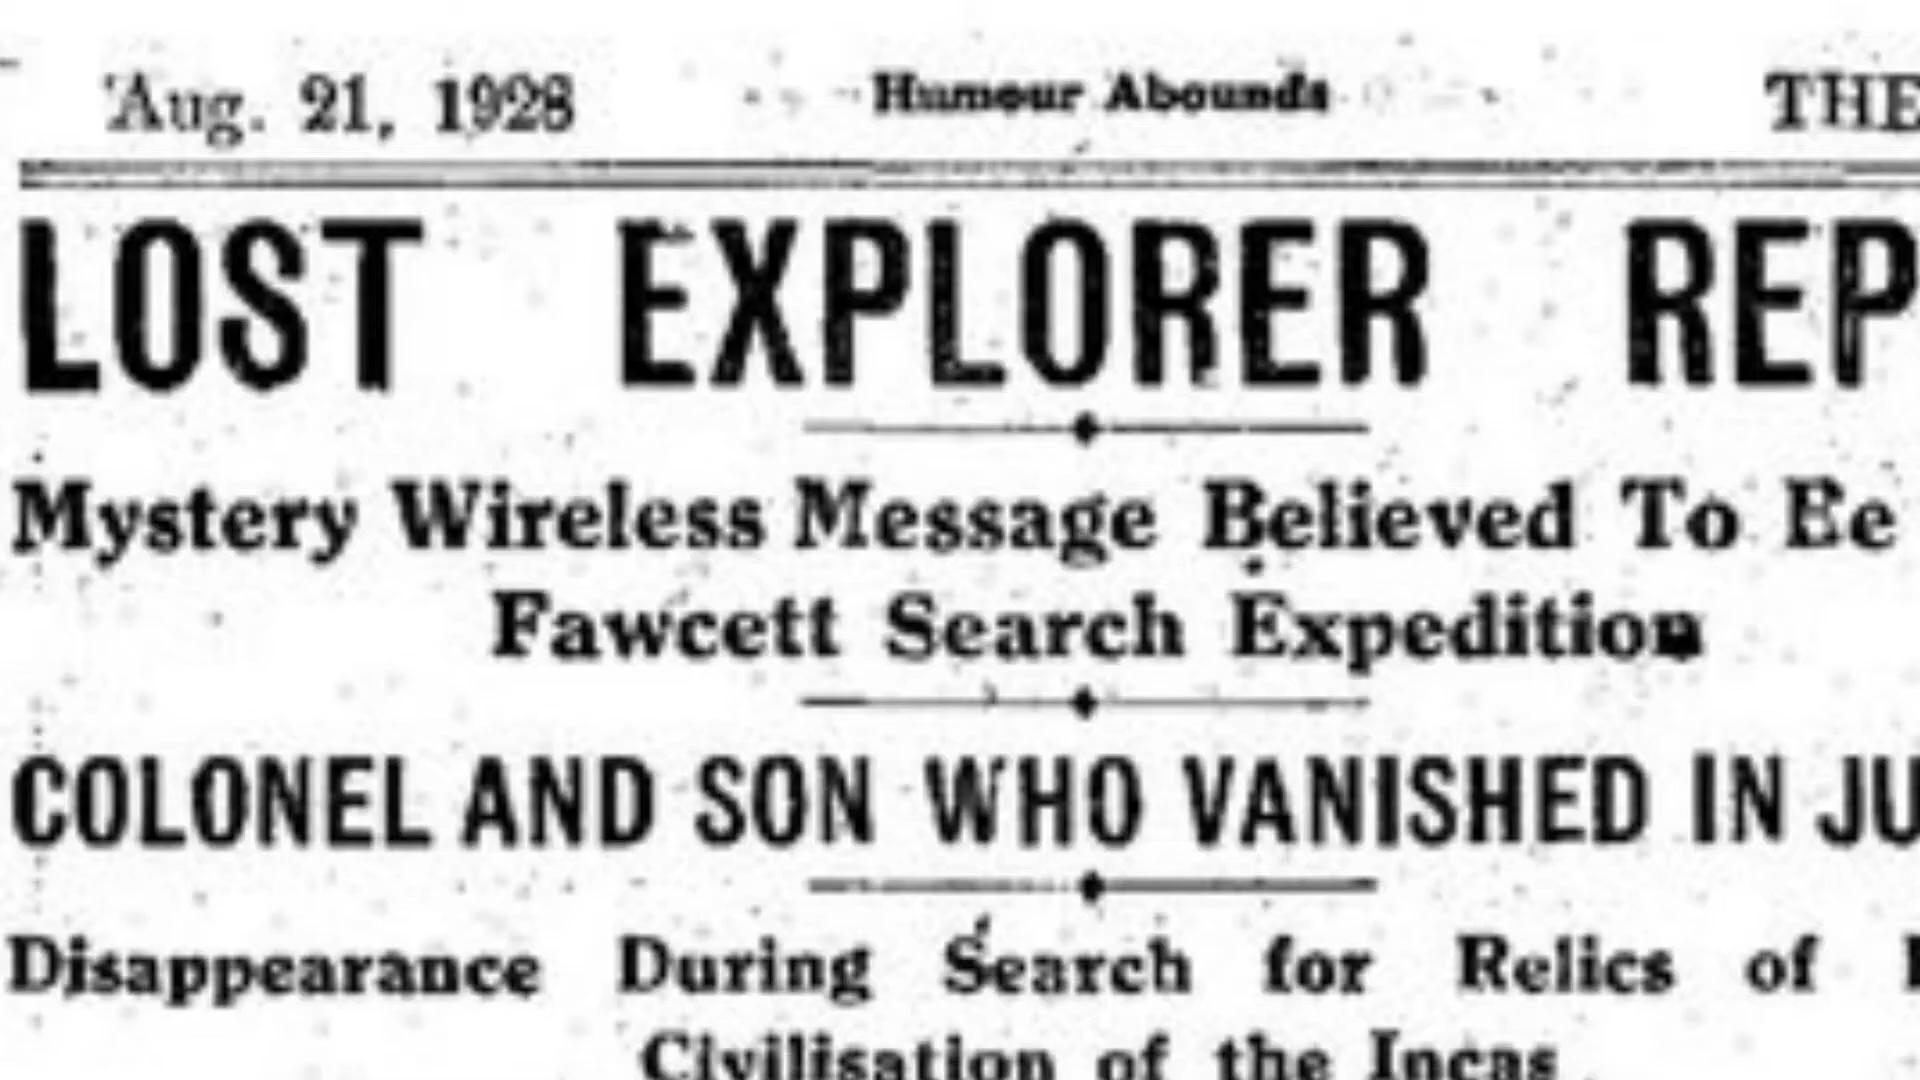 Aug. 21, 1928 Humour Abounds THE
LOST EXPLORER REP
Mystery Wireless Message Believed To Be
Fawcett Search Expedition
COLONEL AND SON WHO VANISHED IN JU
Disappearance During Search for Relics of
Civilisation of the Incas